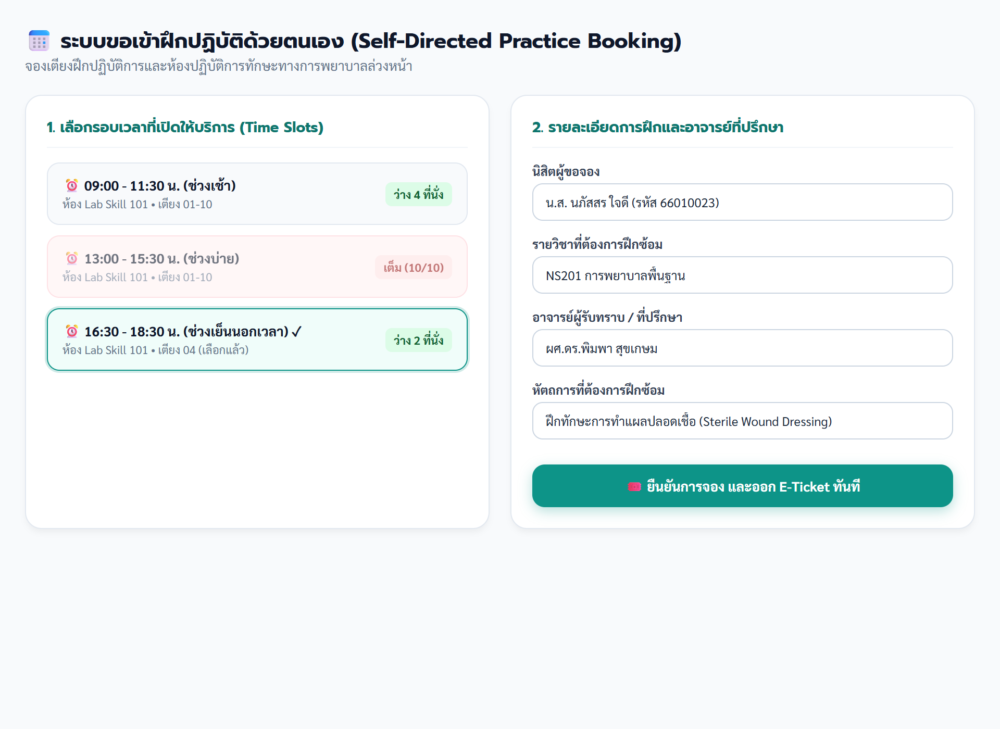 ระบบขอเข้าฝึกปฏิบัติด้วยตนเอง (Self-Directed Practice Booking)
จองเตียงฝึกปฏิบัติการและห้องปฏิบัติการทักษะทางการพยาบาลล่วงหน้า
1. เลือกรอบเวลาที่เปิดให้บริการ (Time Slots)
09:00 - 11:30 น. (ช่วงเช้า)
ห้อง Lab Skill 101 • เตียง 01-10
ว่าง 4 ที่นั่ง
13:00 - 15:30 น. (ช่วงบ่าย)
ห้อง Lab Skill 101 • เตียง 01-10
เต็ม (10/10)
16:30 - 18:30 น. (ช่วงเย็นนอกเวลา) ✓
ห้อง Lab Skill 101 • เตียง 04 (เลือกแล้ว)
ว่าง 2 ที่นั่ง
2. รายละเอียดการฝึกและอาจารย์ที่ปรึกษา
นิสิตผู้ขอจอง
น.ส. นภัสสร ใจดี (รหัส 66010023)
รายวิชาที่ต้องการฝึกซ้อม
NS201 การพยาบาลพื้นฐาน
อาจารย์ผู้รับทราบ / ที่ปรึกษา
ผศ.ดร.พิมพา สุขเกษม
หัตถการที่ต้องการฝึกซ้อม
ฝึกทักษะการทำแผลปลอดเชื้อ (Sterile Wound Dressing)
ยืนยันการจอง และออก E-Ticket ทันที